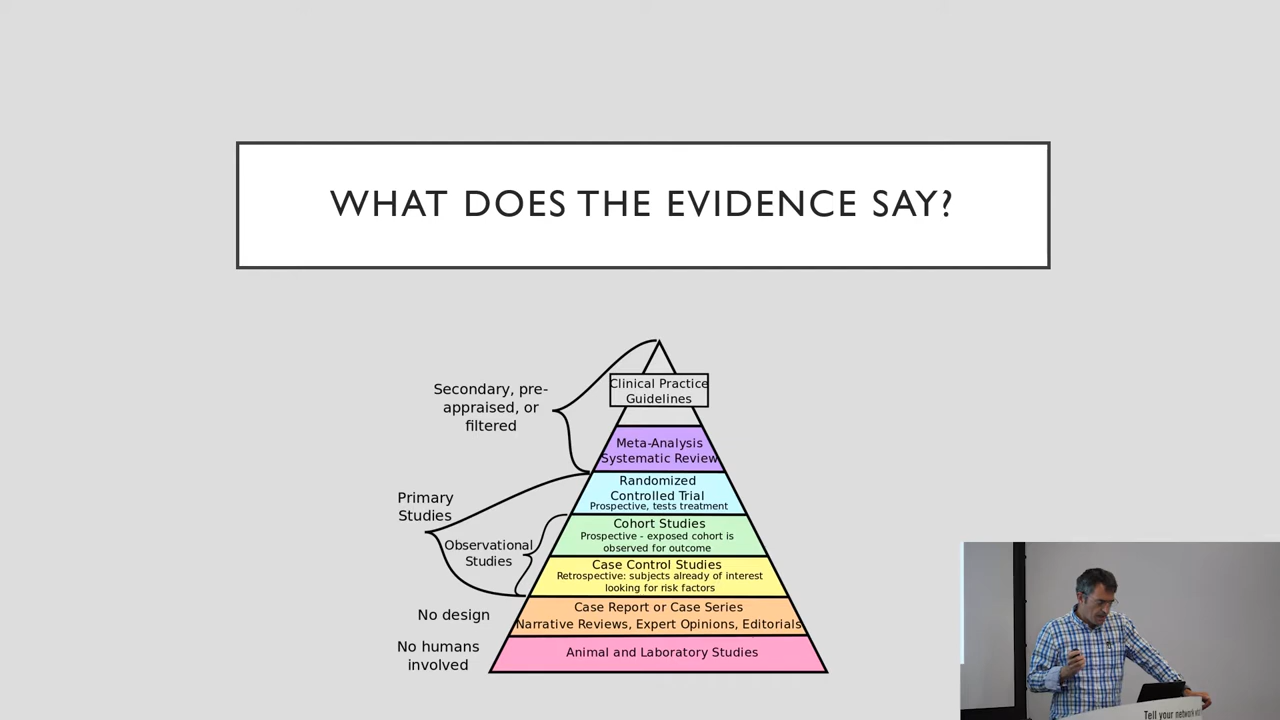 WHAT DOES THE EVIDENCE SAY?
Clinical Practice
Guidelines
Secondary, pre-
appraised, or
filtered
Meta-Analysis
Systematic Review
Randomized
Controlled Trial
Prospective, tests treatment
Primary
Studies
Cohort Studies
Prospective - exposed cohort is
observed for outcome
Observational
Studies
Case Control Studies
Retrospective: subjects already of interest
looking for risk factors
No design
Case Report or Case Series
Narrative Reviews, Expert Opinions, Editorials
No humans
involved
Animal and Laboratory Studies
Tell your network